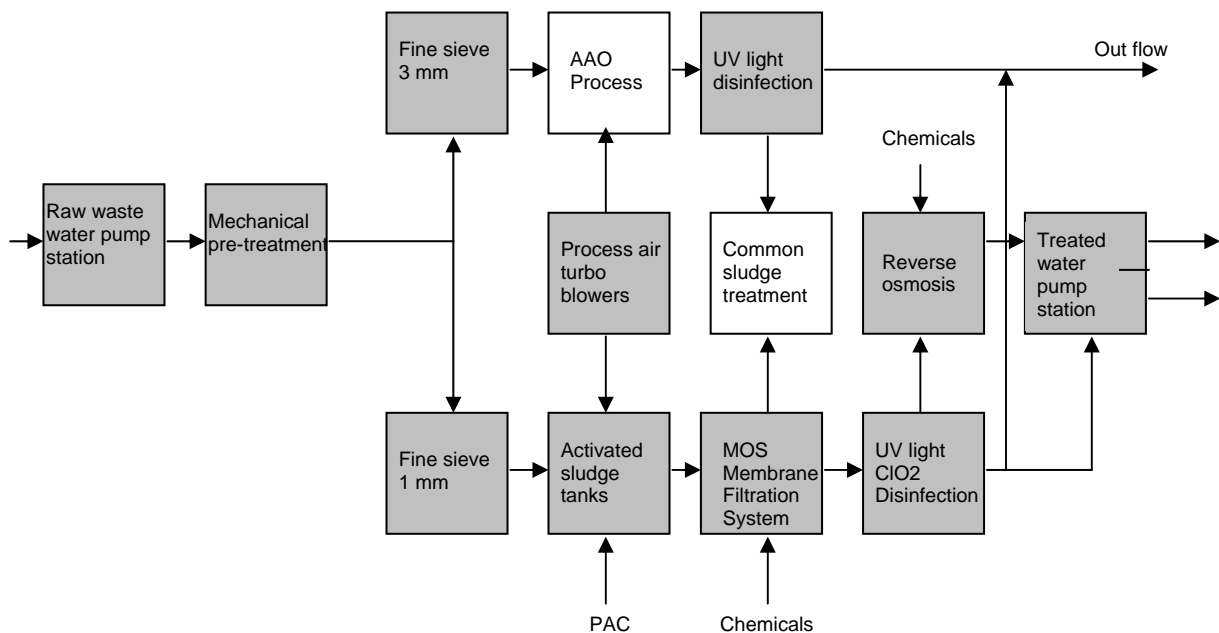 Fine sieve
3 mm
AAO
Process
UV light
disinfection
Out flow
Chemicals
Raw waste
water pump
station
Mechanical
pre-treatment
Process air
turbo
blowers
Common
sludge
treatment
Reverse
osmosis
Treated
water
pump
station
Fine sieve
1 mm
Activated
sludge
tanks
MOS
Membrane
Filtration
System
UV light
ClO2
Disinfection
PAC
Chemicals